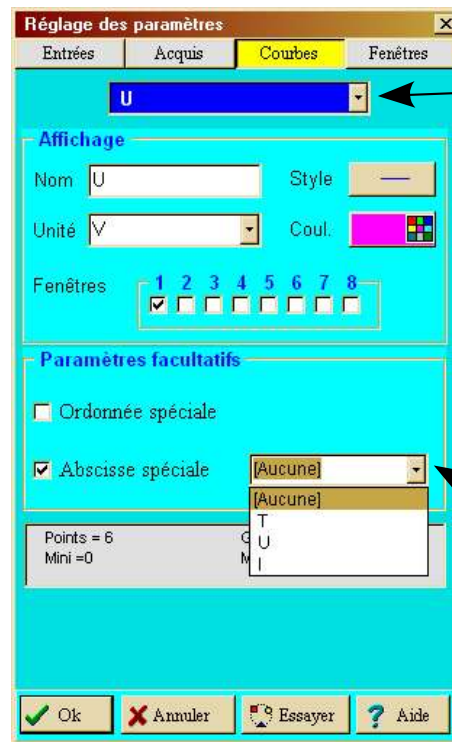 Réglage des paramètres
Entrées Acquis Courbes Fenêtres
U
Affichage
Nom U Style
Unité V Coul.
Fenêtres 1 2 3 4 5 6 7 8
Paramètres facultatifs
Ordonnée spéciale
Abscisse spéciale [Aucune]
[Aucune]
T
U
I
Points = 6
Mini =0
Ok Annuler Essayer Aide